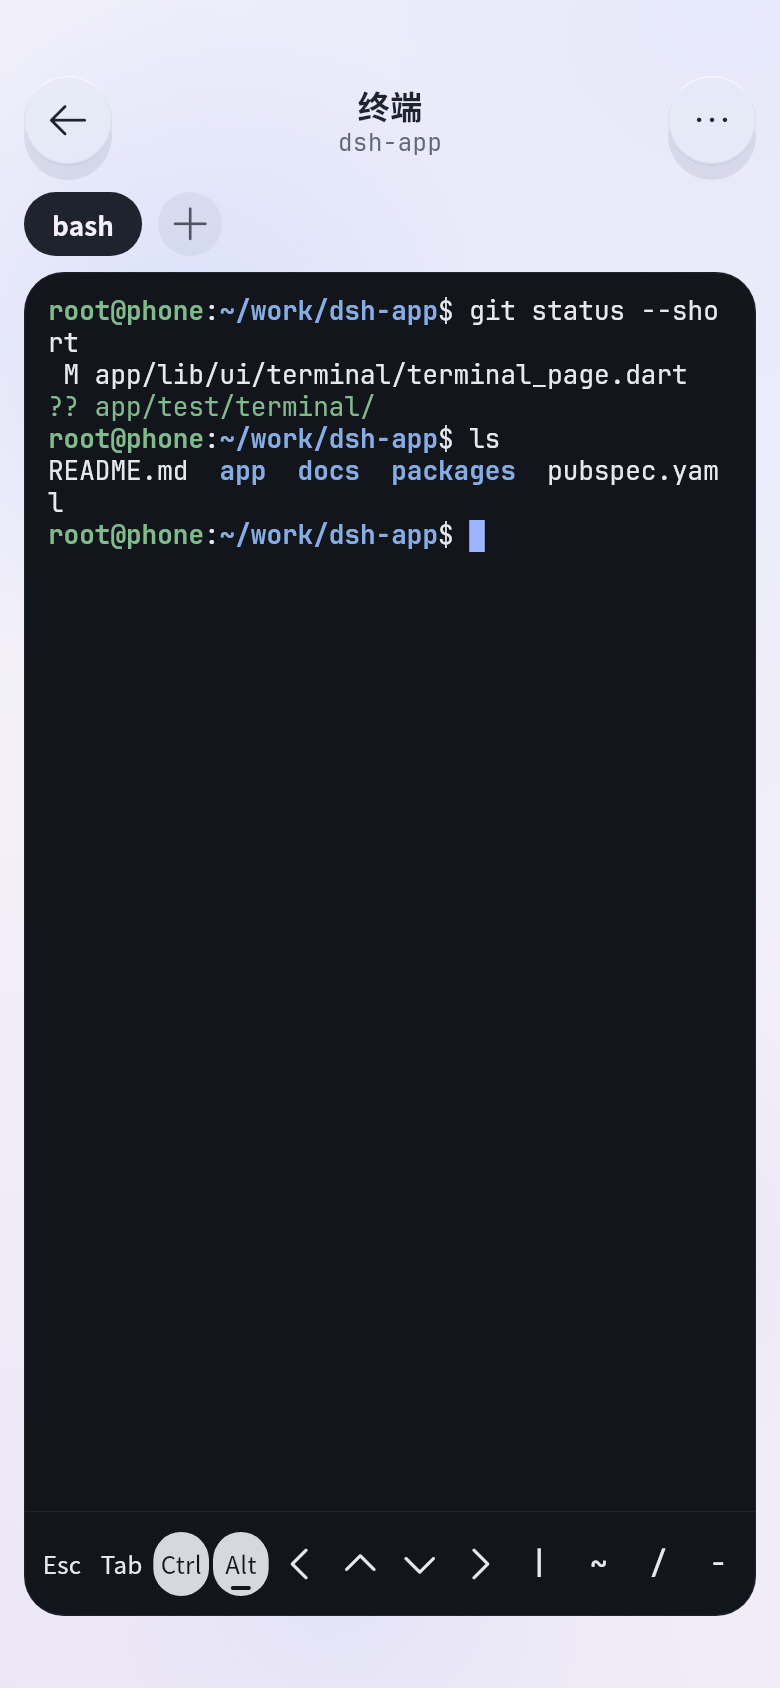 终端
dsh-app
bash
root@phone:~/work/dsh-app$ git status --sho
rt
 M app/lib/ui/terminal/terminal_page.dart
?? app/test/terminal/
root@phone:~/work/dsh-app$ ls
README.md  app  docs  packages  pubspec.yam
l
root@phone:~/work/dsh-app$
Esc Tab Ctrl Alt | ~ / -